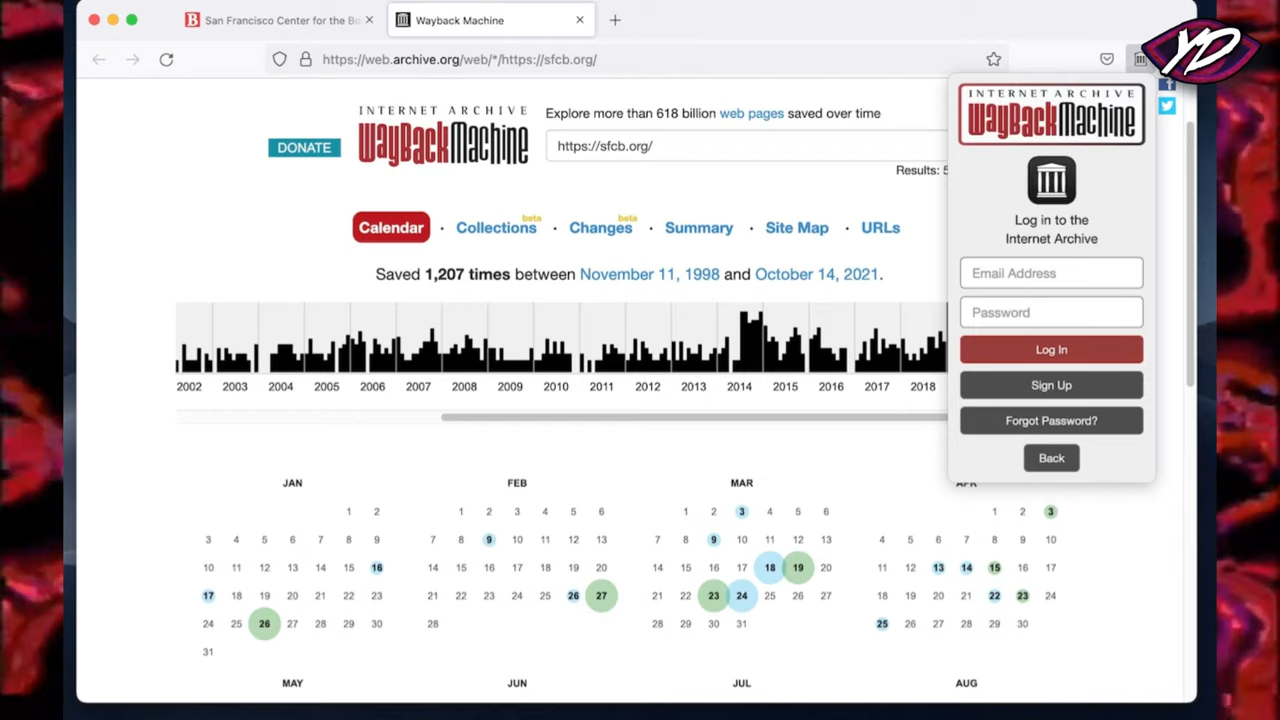 San Francisco Center for the Bo
Wayback Machine
https://web.archive.org/web/*/https://sfcb.org/
YD
INTERNET ARCHIVE
WayBackMachine
DONATE
Explore more than 618 billion web pages saved over time
https://sfcb.org/
Results: 5
Calendar · Collections beta · Changes beta · Summary · Site Map · URLs
Saved 1,207 times between November 11, 1998 and October 14, 2021.
2002 2003 2004 2005 2006 2007 2008 2009 2010 2011 2012 2013 2014 2015 2016 2017 2018
INTERNET ARCHIVE
WayBackMachine
Log in to the
Internet Archive
Email Address
Password
Log In
Sign Up
Forgot Password?
Back
JAN
1 2
3 4 5 6 7 8 9
10 11 12 13 14 15 16
17 18 19 20 21 22 23
24 25 26 27 28 29 30
31
FEB
1 2 3 4 5 6
7 8 9 10 11 12 13
14 15 16 17 18 19 20
21 22 23 24 25 26 27
28
MAR
1 2 3 4 5 6
7 8 9 10 11 12 13
14 15 16 17 18 19 20
21 22 23 24 25 26 27
28 29 30 31
APR
1 2 3
4 5 6 7 8 9 10
11 12 13 14 15 16 17
18 19 20 21 22 23 24
25 26 27 28 29 30
MAY JUN JUL AUG